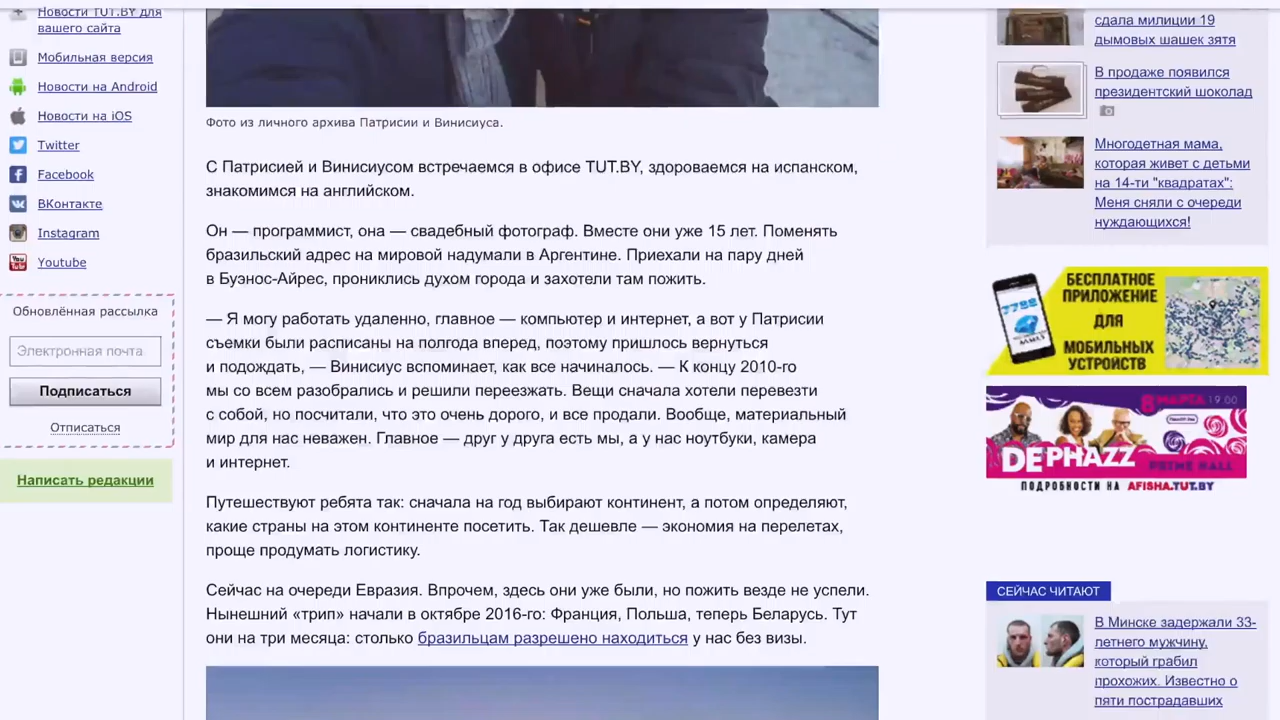 Новости TUT.BY для
вашего сайта
Мобильная версия
Новости на Android
Новости на iOS
Twitter
Facebook
ВКонтакте
Instagram
Youtube
Обновлённая рассылка
Электронная почта
Подписаться
Отписаться
Написать редакции
Фото из личного архива Патрисии и Винисиуса.
С Патрисией и Винисиусом встречаемся в офисе TUT.BY, здороваемся на испанском,
знакомимся на английском.
Он — программист, она — свадебный фотограф. Вместе они уже 15 лет. Поменять
бразильский адрес на мировой надумали в Аргентине. Приехали на пару дней
в Буэнос-Айрес, прониклись духом города и захотели там пожить.
— Я могу работать удаленно, главное — компьютер и интернет, а вот у Патрисии
съемки были расписаны на полгода вперед, поэтому пришлось вернуться
и подождать, — Винисиус вспоминает, как все начиналось. — К концу 2010-го
мы со всем разобрались и решили переезжать. Вещи сначала хотели перевезти
с собой, но посчитали, что это очень дорого, и все продали. Вообще, материальный
мир для нас неважен. Главное — друг у друга есть мы, а у нас ноутбуки, камера
и интернет.
Путешествуют ребята так: сначала на год выбирают континент, а потом определяют,
какие страны на этом континенте посетить. Так дешевле — экономия на перелетах,
проще продумать логистику.
Сейчас на очереди Евразия. Впрочем, здесь они уже были, но пожить везде не успели.
Нынешний «трип» начали в октябре 2016-го: Франция, Польша, теперь Беларусь. Тут
они на три месяца: столько бразильцам разрешено находиться у нас без визы.
сдала милиции 19
дымовых шашек зятя
В продаже появился
президентский шоколад
Многодетная мама,
которая живет с детьми
на 14-ти "квадратах":
Меня сняли с очереди
нуждающихся!
БЕСПЛАТНОЕ
ПРИЛОЖЕНИЕ
ДЛЯ
МОБИЛЬНЫХ
УСТРОЙСТВ
7788
8 МАРТА 19 00
DEPHAZZ
PRIME HALL
ПОДРОБНОСТИ НА AFISHA.TUT.BY
СЕЙЧАС ЧИТАЮТ
В Минске задержали 33-
летнего мужчину,
который грабил
прохожих. Известно о
пяти пострадавших